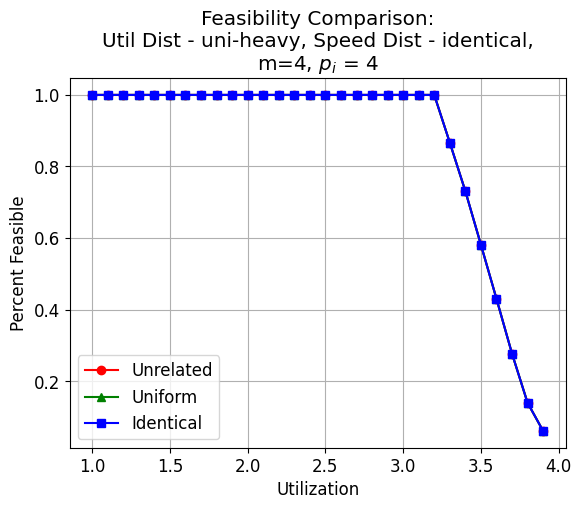 Feasibility Comparison:
Util Dist - uni-heavy, Speed Dist - identical,
m=4, $p_i$ = 4
1.0
0.8
0.6
0.4
0.2
Percent Feasible
Unrelated
Uniform
Identical
1.0 1.5 2.0 2.5 3.0 3.5 4.0
Utilization